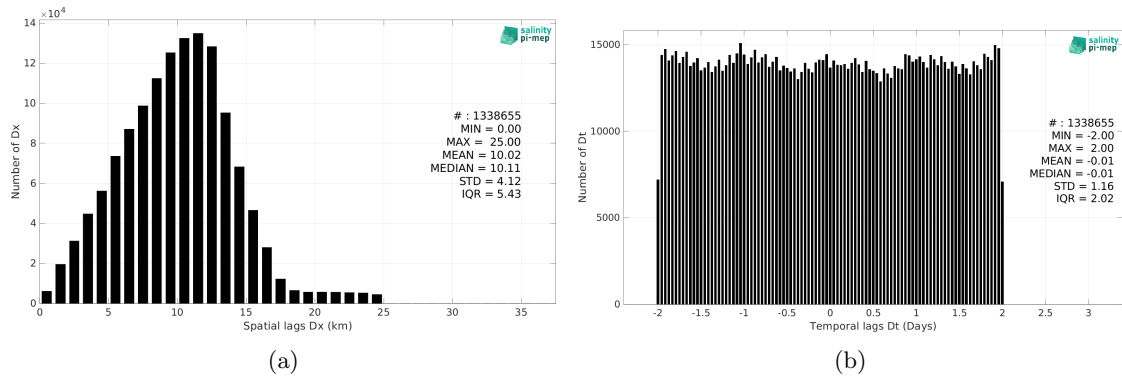 ×10⁴
14
12
10
8
6
4
2
0
0 5 10 15 20 25 30 35
Number of Dx
Spatial lags Dx (km)
salinity
pi-mep
# : 1338655
MIN = 0.00
MAX = 25.00
MEAN = 10.02
MEDIAN = 10.11
STD = 4.12
IQR = 5.43
(a)
15000
10000
5000
0
-2 -1.5 -1 -0.5 0 0.5 1 1.5 2 2.5 3
Number of Dt
Temporal lags Dt (Days)
salinity
pi-mep
# : 1338655
MIN = -2.00
MAX = 2.00
MEAN = -0.01
MEDIAN = -0.01
STD = 1.16
IQR = 2.02
(b)